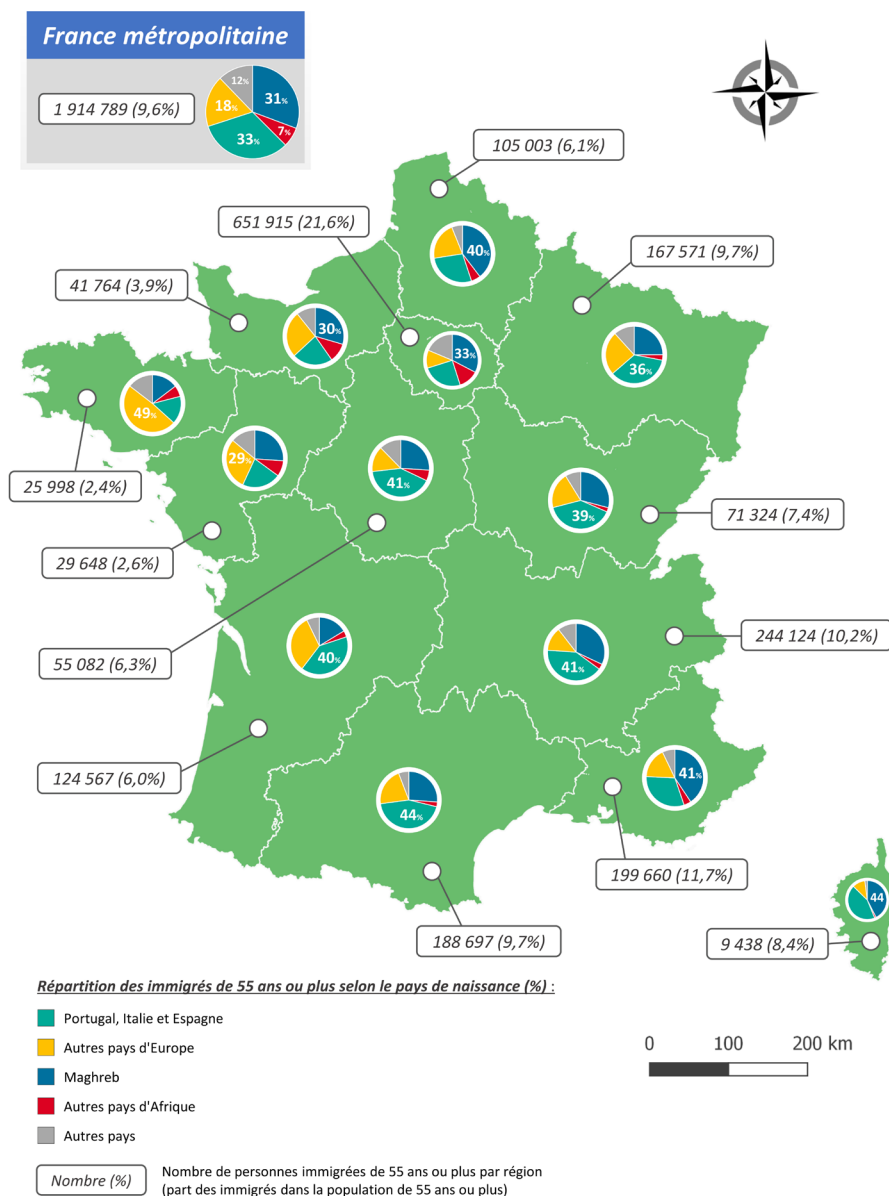 France métropolitaine
1 914 789 (9,6%)
12%
31%
18%
7%
33%
105 003 (6,1%)
651 915 (21,6%)
40%
167 571 (9,7%)
41 764 (3,9%)
30%
33%
36%
49%
29%
41%
39%
25 998 (2,4%)
71 324 (7,4%)
29 648 (2,6%)
244 124 (10,2%)
40%
41%
55 082 (6,3%)
124 567 (6,0%)
41%
44%
199 660 (11,7%)
44
188 697 (9,7%)
9 438 (8,4%)
Répartition des immigrés de 55 ans ou plus selon le pays de naissance (%) :
Portugal, Italie et Espagne
Autres pays d'Europe
Maghreb
Autres pays d'Afrique
Autres pays
0 100 200 km
Nombre (%)
Nombre de personnes immigrées de 55 ans ou plus par région
(part des immigrés dans la population de 55 ans ou plus)